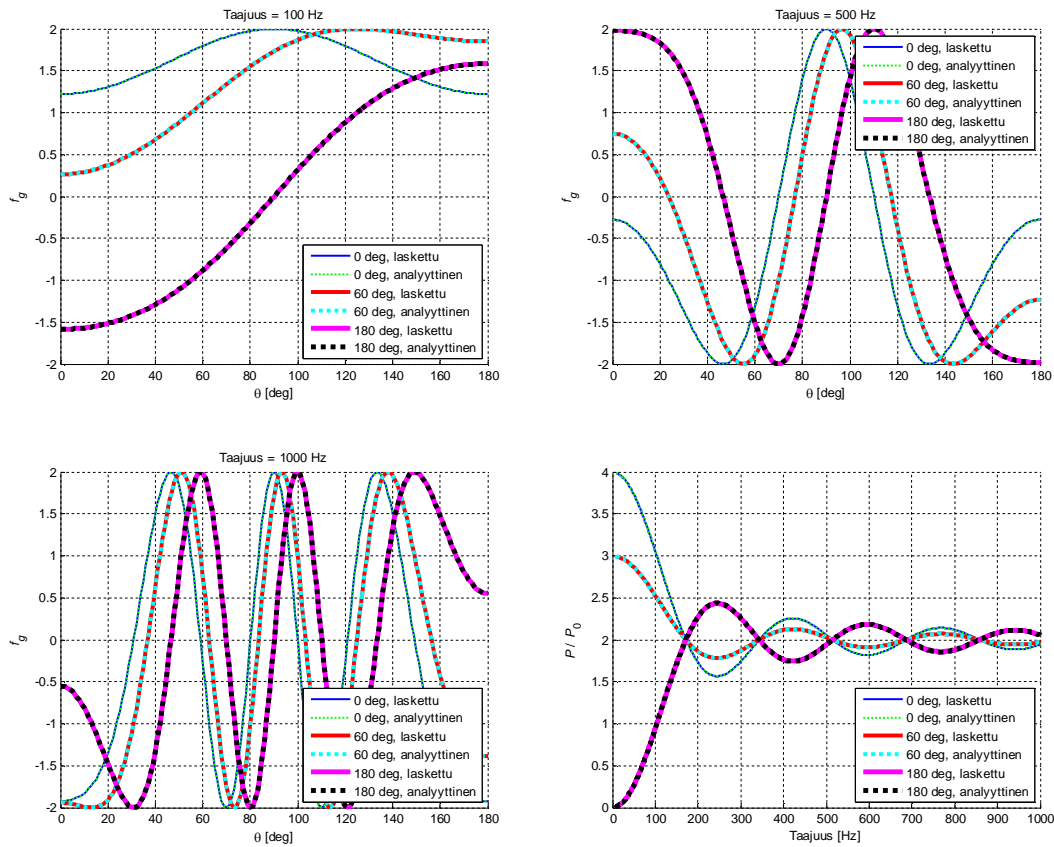 Taajuus = 100 Hz
2
1.5
1
0.5
0
-0.5
-1
-1.5
-2
f_g
0 20 40 60 80 100 120 140 160 180
θ [deg]
0 deg, laskettu
0 deg, analyyttinen
60 deg, laskettu
60 deg, analyyttinen
180 deg, laskettu
180 deg, analyyttinen
Taajuus = 500 Hz
2
1.5
1
0.5
0
-0.5
-1
-1.5
-2
f_g
0 20 40 60 80 100 120 140 160 180
θ [deg]
0 deg, laskettu
0 deg, analyyttinen
60 deg, laskettu
60 deg, analyyttinen
180 deg, laskettu
180 deg, analyyttinen
Taajuus = 1000 Hz
2
1.5
1
0.5
0
-0.5
-1
-1.5
-2
f_g
0 20 40 60 80 100 120 140 160 180
θ [deg]
0 deg, laskettu
0 deg, analyyttinen
60 deg, laskettu
60 deg, analyyttinen
180 deg, laskettu
180 deg, analyyttinen
4
3.5
3
2.5
2
1.5
1
0.5
0
P / P_0
0 100 200 300 400 500 600 700 800 900 1000
Taajuus [Hz]
0 deg, laskettu
0 deg, analyyttinen
60 deg, laskettu
60 deg, analyyttinen
180 deg, laskettu
180 deg, analyyttinen